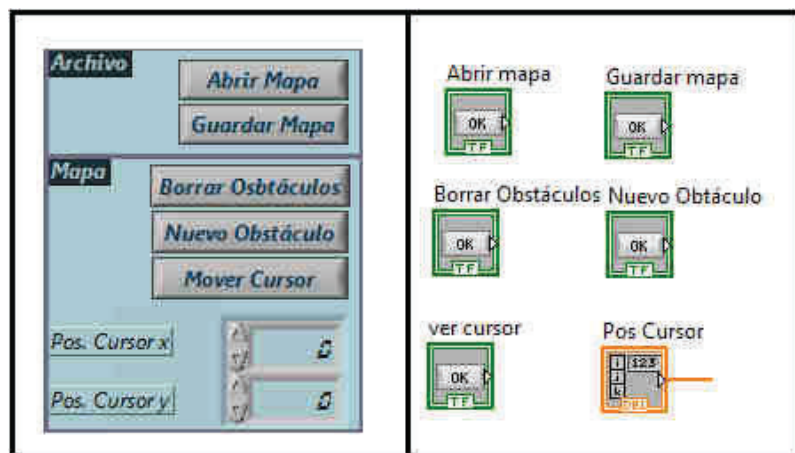 Archivo
Abrir Mapa
Guardar Mapa
Mapa
Borrar Osbtáculos
Nuevo Obstáculo
Mover Cursor
Pos. Cursor x
0
Pos. Cursor y
0
Abrir mapa
Guardar mapa
OK
TF
OK
TF
Borrar Obstáculos
Nuevo Obtáculo
OK
TF
OK
TF
ver cursor
Pos Cursor
OK
TF
i
j
k
123
DBL